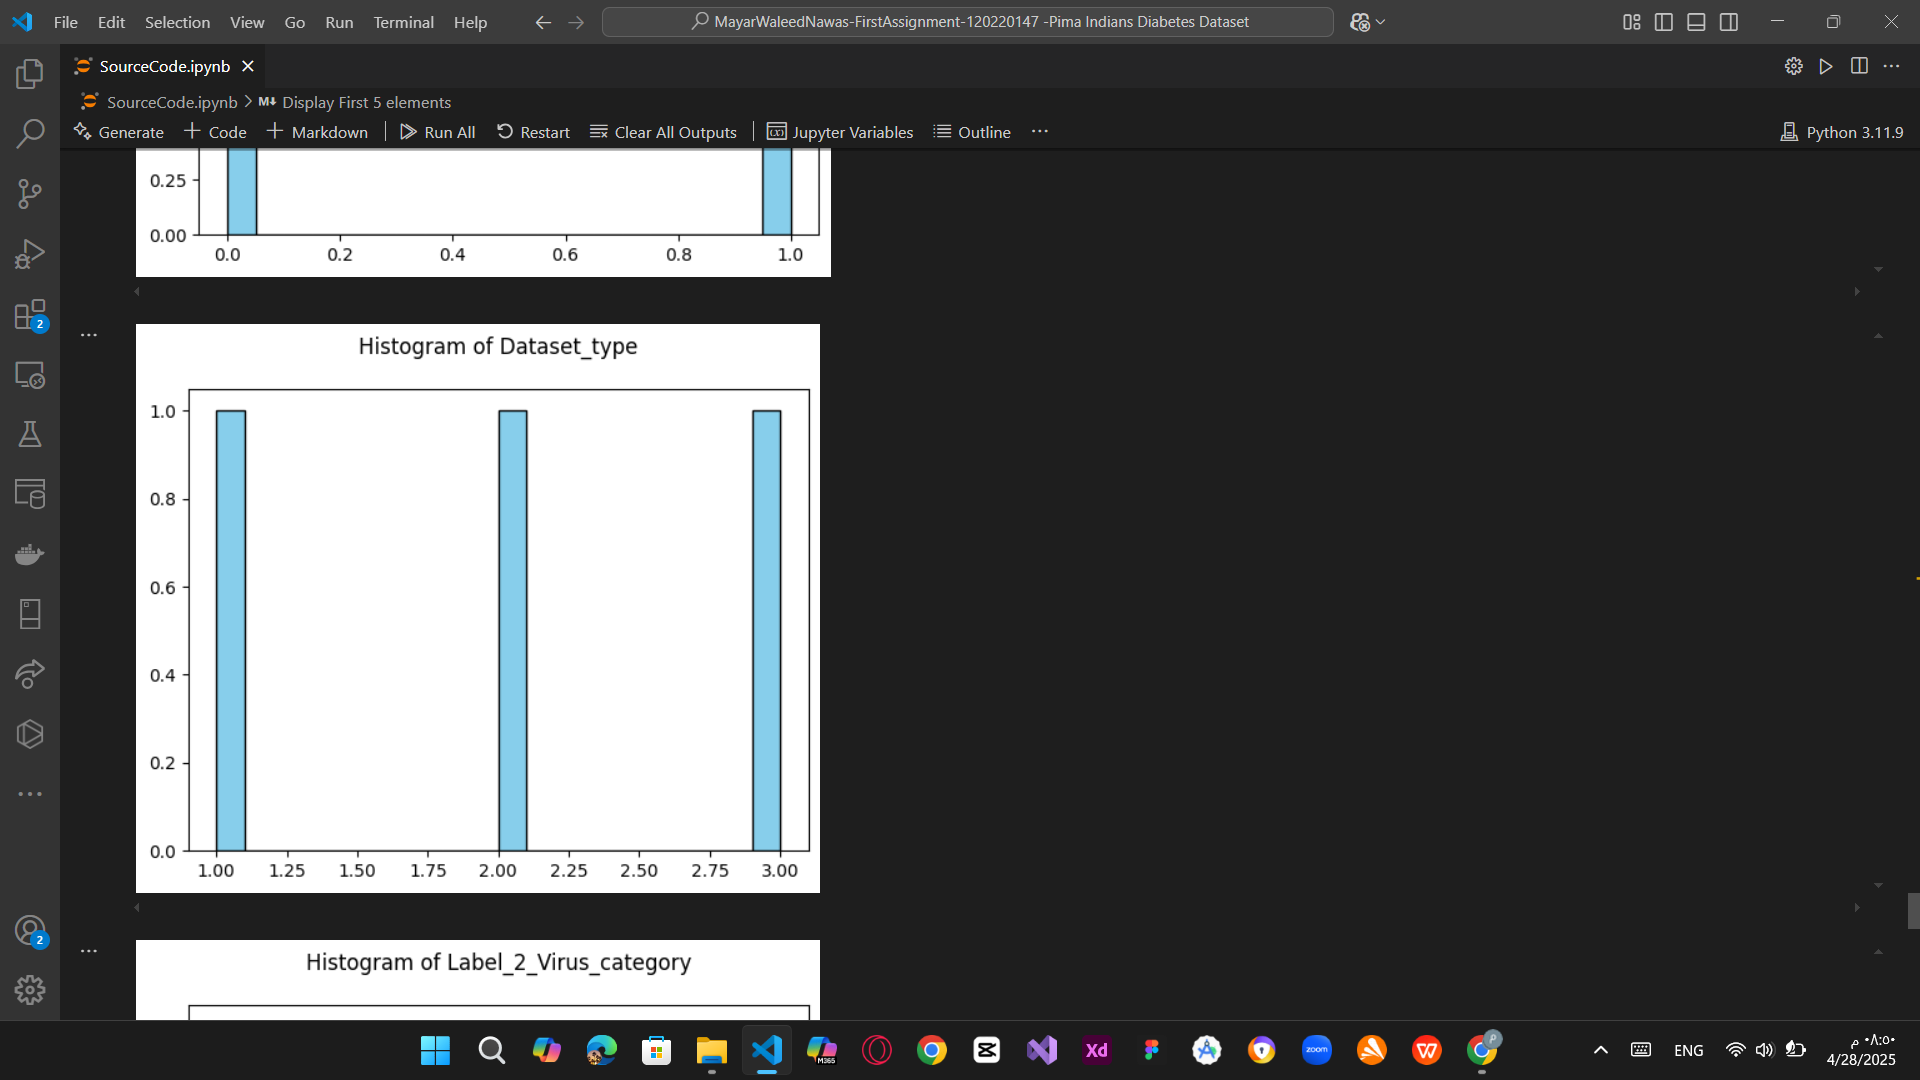 File Edit Selection View Go Run Terminal Help
MayarWaleedNawas-FirstAssignment-120220147 -Pima Indians Diabetes Dataset
SourceCode.ipynb
SourceCode.ipynb > M↓ Display First 5 elements
Generate + Code + Markdown Run All Restart Clear All Outputs Jupyter Variables Outline ...
Python 3.11.9
0.25
0.00
0.0 0.2 0.4 0.6 0.8 1.0
Histogram of Dataset_type
1.0
0.8
0.6
0.4
0.2
0.0
1.00 1.25 1.50 1.75 2.00 2.25 2.50 2.75 3.00
Histogram of Label_2_Virus_category
2
2
M365
Xd
zoom
W
P
ENG
٠٨:٥٠ م
4/28/2025